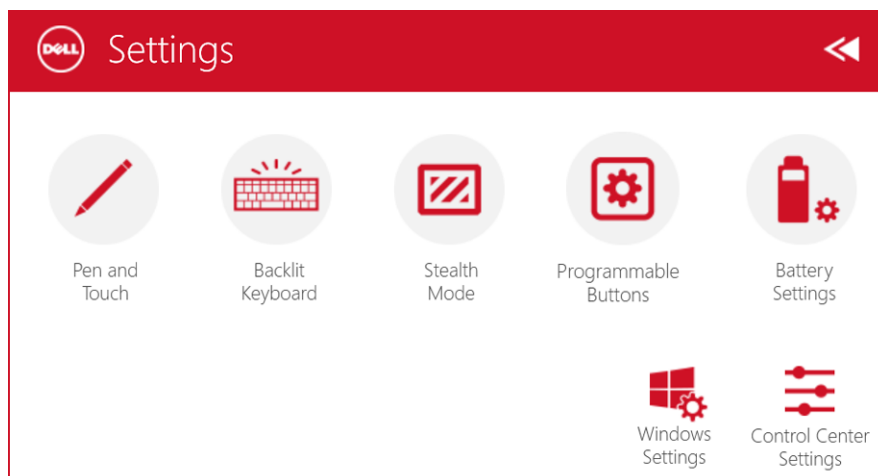 DELL Settings
Pen and
Touch
Backlit
Keyboard
Stealth
Mode
Programmable
Buttons
Battery
Settings
Windows
Settings
Control Center
Settings